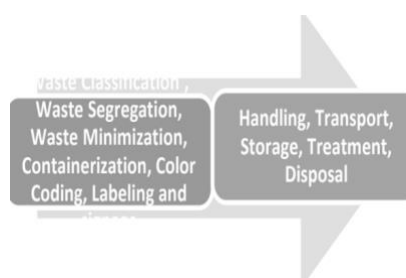 Waste Classification ,
Waste Segregation,
Waste Minimization,
Containerization, Color
Coding, Labeling and
Handling, Transport,
Storage, Treatment,
Disposal